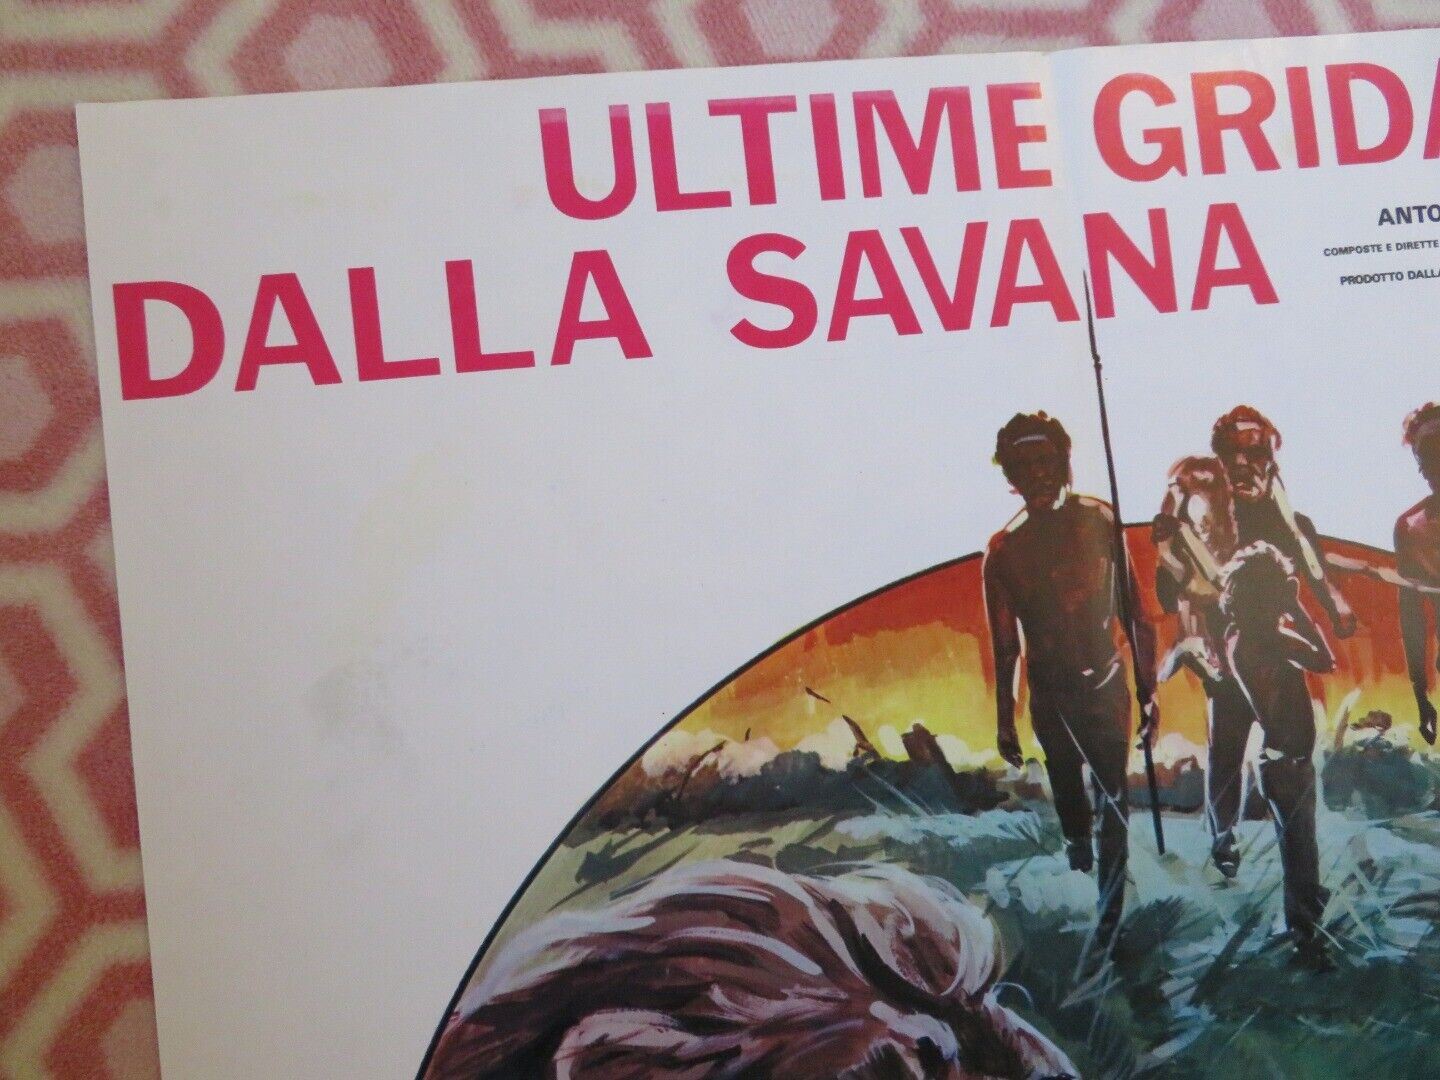 ULTIME GRIDA
DALLA SAVANA
ANTO
COMPOSTE E DIRETTE
PRODOTTO DALLA